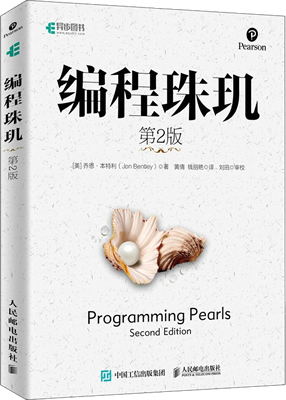 异步图书
Pearson
编程珠玑
第2版
[美] 乔恩·本特利（Jon Bentley）著 黄倩 钱丽艳 译 刘田 审校
Programming Pearls
Second Edition
中国工信出版集团
人民邮电出版社
POSTS & TELECOM PRESS
编程珠玑
第2版
人民邮电出版社